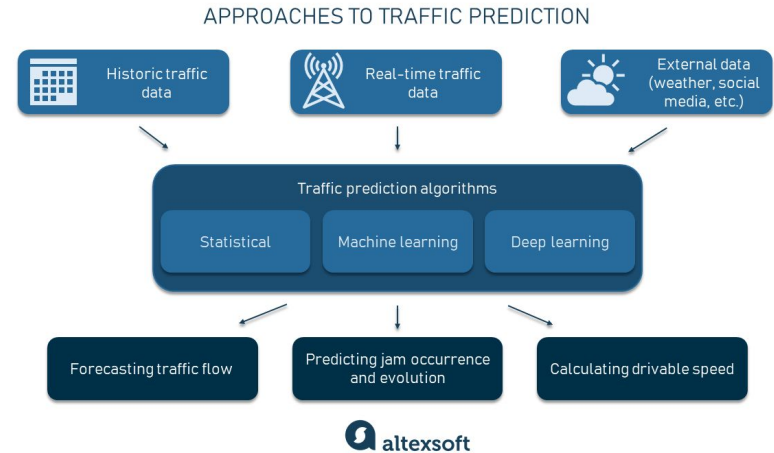 APPROACHES TO TRAFFIC PREDICTION
Historic traffic
data
Real-time traffic
data
External data
(weather, social
media, etc.)
Traffic prediction algorithms
Statistical
Machine learning
Deep learning
Forecasting traffic flow
Predicting jam occurrence
and evolution
Calculating drivable speed
altexsoft